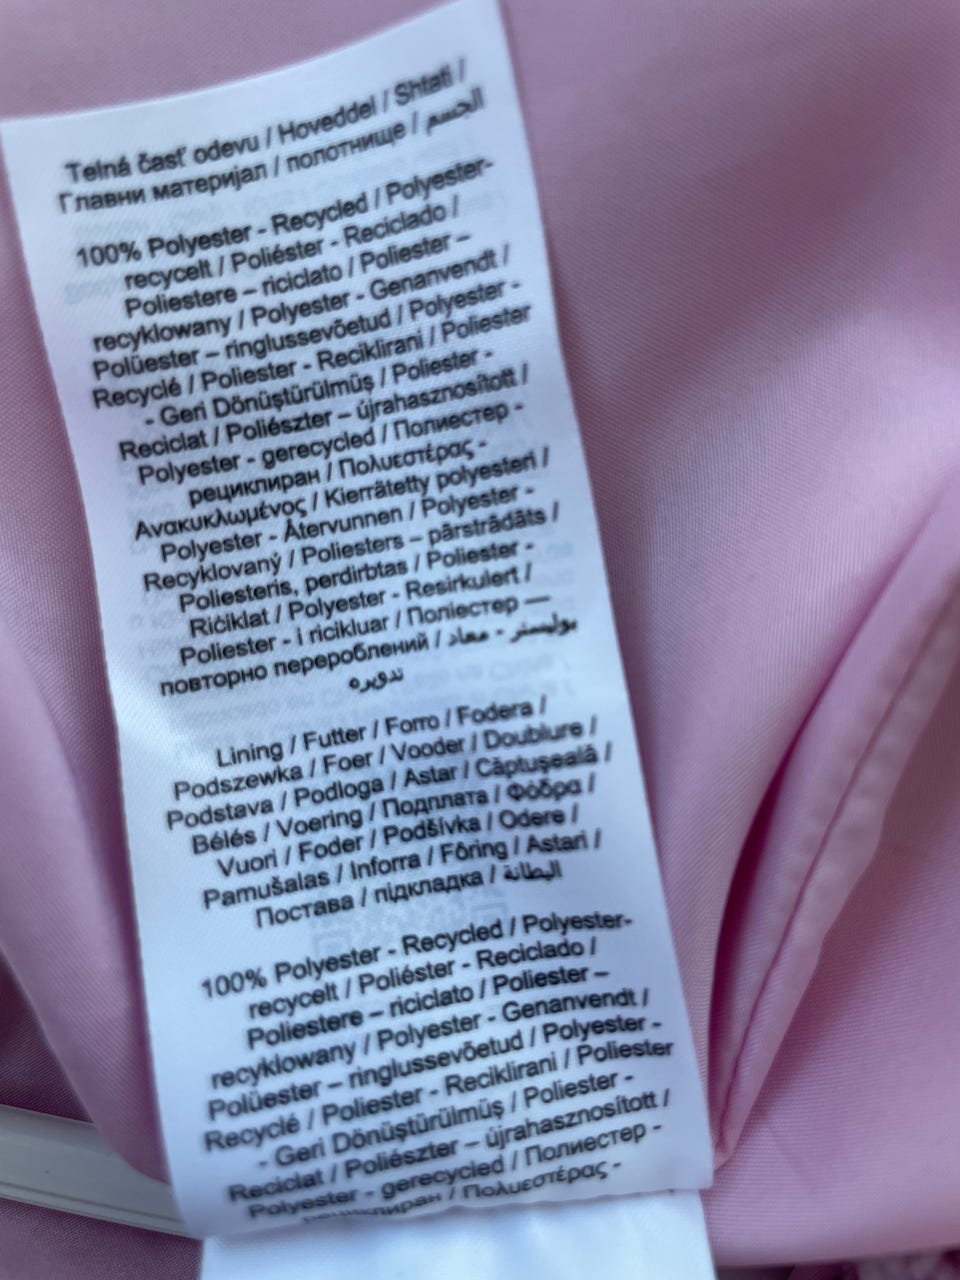 Telná časť odevu / Hoveddel / Shtafi /
Главни материјал / полотнище / الجسم
100% Polyester - Recycled / Polyester-
recycelt / Poliéster - Reciclado /
Poliestere – riciclato / Poliester –
recyklowany / Polyester - Genanvendt /
Polüester – ringlussevõetud / Polyester -
Recyclé / Poliester - Reciklirani / Poliester
- Geri Dönüştürülmüş / Poliester -
Reciclat / Poliészter – újrahasznosított /
Polyester - gerecycled / Полиестер -
рециклиран / Πολυεστέρας -
Ανακυκλωμένος / Kierrätetty polyesteri /
Polyester - Återvunnen / Polyester -
Recyklovaný / Poliesters – pārstrādāts /
Poliesteris, perdirbtas / Poliester -
Riċiklat / Polyester - Resirkulert /
Poliester - i ricikluar / Поліестер —
повторно перероблений / بوليستر - معاد
تدويره
Lining / Futter / Forro / Fodera /
Podszewka / Foer / Vooder / Doublure /
Podstava / Podloga / Astar / Căptușeală /
Bélés / Voering / Подплата / Φόδρα /
Vuori / Foder / Podšívka / Odere /
Pamušalas / Inforra / Fôring / Astari /
Постава / підкладка / البطانة
100% Polyester - Recycled / Polyester-
recycelt / Poliéster - Reciclado /
Poliestere – riciclato / Poliester –
recyklowany / Polyester - Genanvendt /
Polüester – ringlussevõetud / Polyester -
Recyclé / Poliester - Reciklirani / Poliester
- Geri Dönüştürülmüş / Poliester -
Reciclat / Poliészter – újrahasznosított /
Polyester - gerecycled / Полиестер -
рециклиран / Πολυεστέρας -